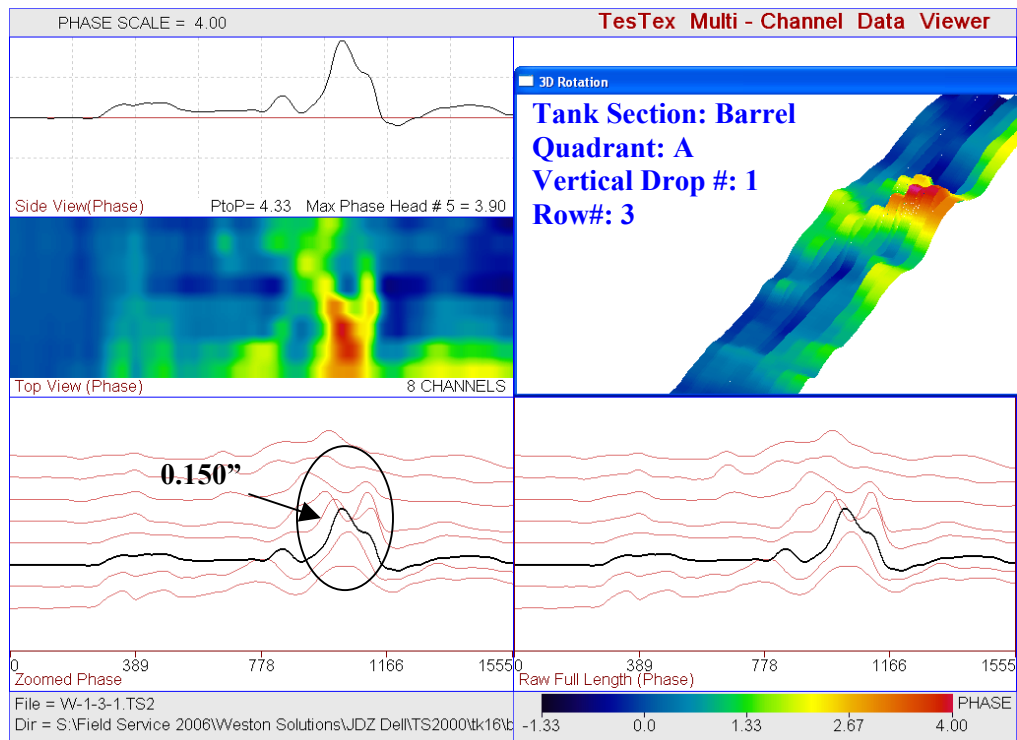 PHASE SCALE = 4.00
TesTex Multi - Channel Data Viewer
3D Rotation
Tank Section: Barrel
Quadrant: A
Vertical Drop #: 1
Row#: 3
Side View(Phase) PtoP= 4.33 Max Phase Head # 5 = 3.90
Top View (Phase) 8 CHANNELS
0.150”
0 389 778 1166 1555
Zoomed Phase
0 389 778 1166 1555
Raw Full Length (Phase)
File = W-1-3-1.TS2
Dir = S:\Field Service 2006\Weston Solutions\JDZ Dell\TS2000\tk16\b
PHASE
-1.33 0.0 1.33 2.67 4.00